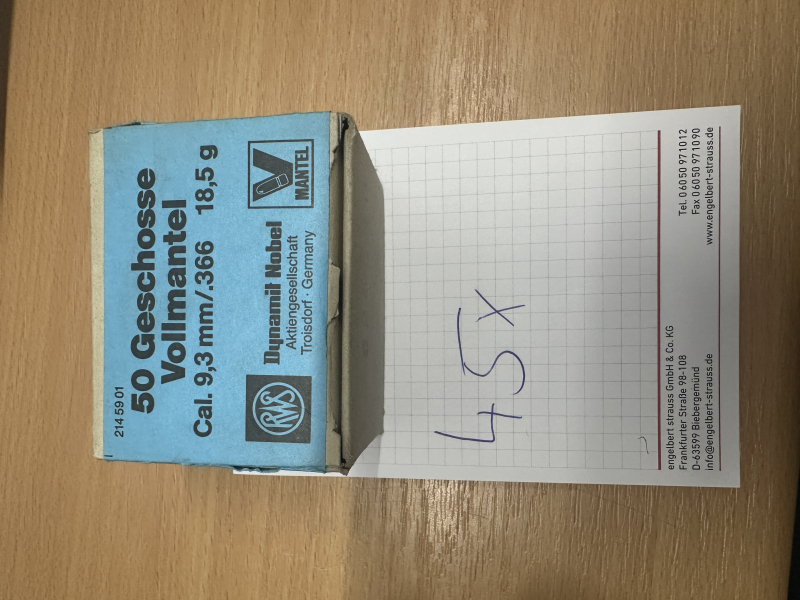 214 59 01
50 Geschosse
Vollmantel
Cal. 9,3 mm/.366 18,5 g
RWS
Dynamit Nobel
Aktiengesellschaft
Troisdorf · Germany
V
MANTEL
45x
engelbert strauss GmbH & Co. KG
Frankfurter Straße 98-108
D-63599 Biebergemünd
info@engelbert-strauss.de
Tel. 0 60 50 97 10 12
Fax 0 60 50 97 10 90
www.engelbert-strauss.de